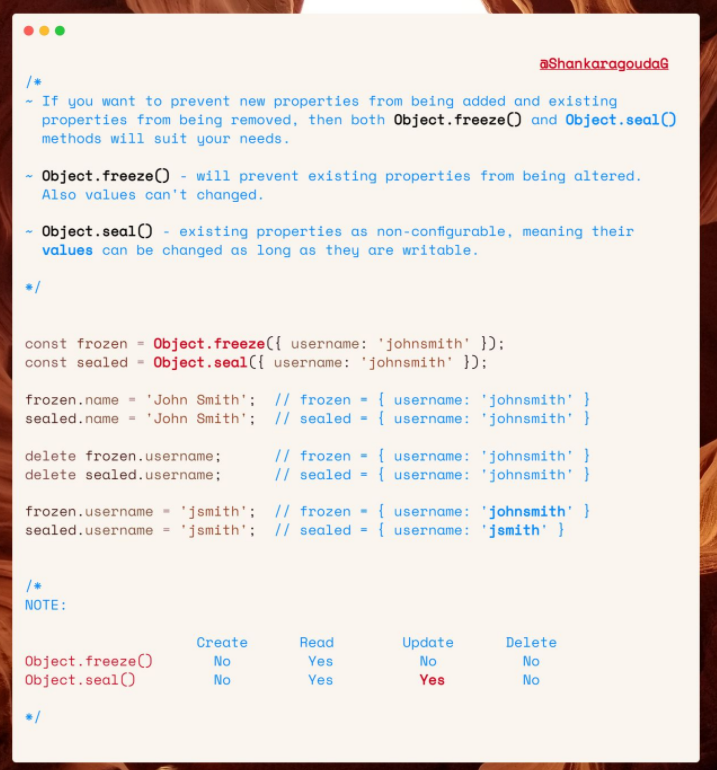 @ShankaragoudaG
/*
~ If you want to prevent new properties from being added and existing
properties from being removed, then both Object.freeze() and Object.seal()
methods will suit your needs.
~ Object.freeze() - will prevent existing properties from being altered.
Also values can't changed.
~ Object.seal() - existing properties as non-configurable, meaning their
values can be changed as long as they are writable.
*/
const frozen = Object.freeze({ username: 'johnsmith' });
const sealed = Object.seal({ username: 'johnsmith' });
frozen.name = 'John Smith'; // frozen = { username: 'johnsmith' }
sealed.name = 'John Smith'; // sealed = { username: 'johnsmith' }
delete frozen.username; // frozen = { username: 'johnsmith' }
delete sealed.username; // sealed = { username: 'johnsmith' }
frozen.username = 'jsmith'; // frozen = { username: 'johnsmith' }
sealed.username = 'jsmith'; // sealed = { username: 'jsmith' }
/*
NOTE:
Create Read Update Delete
Object.freeze() No Yes No No
Object.seal() No Yes Yes No
*/